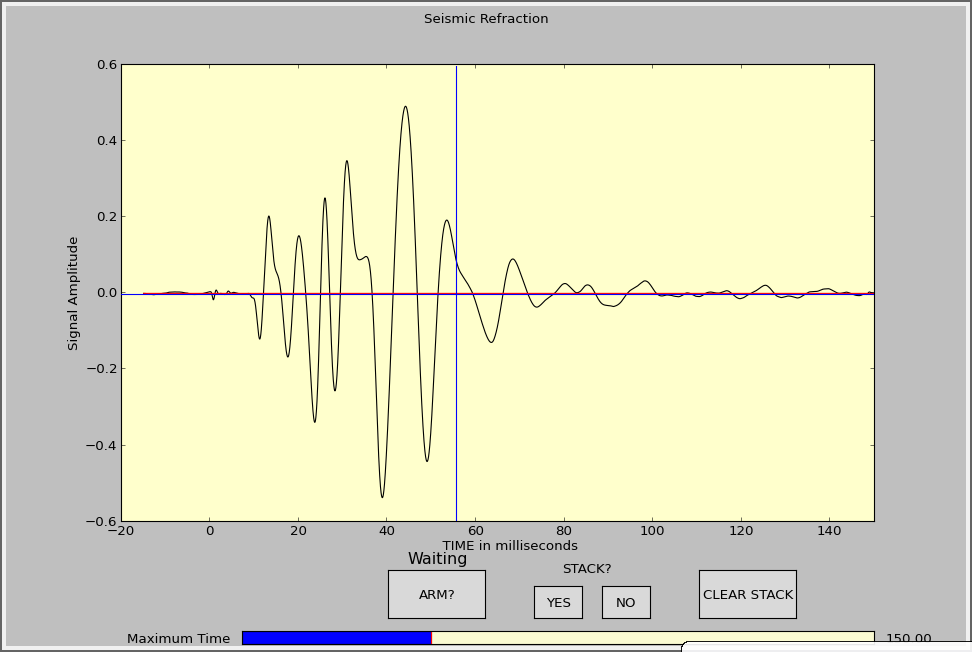 Seismic Refraction
0.6
0.4
0.2
0.0
−0.2
−0.4
−0.6
Signal Amplitude
−20 0 20 40 60 80 100 120 140
TIME in milliseconds
Waiting
STACK?
ARM? YES NO CLEAR STACK
Maximum Time 150.00